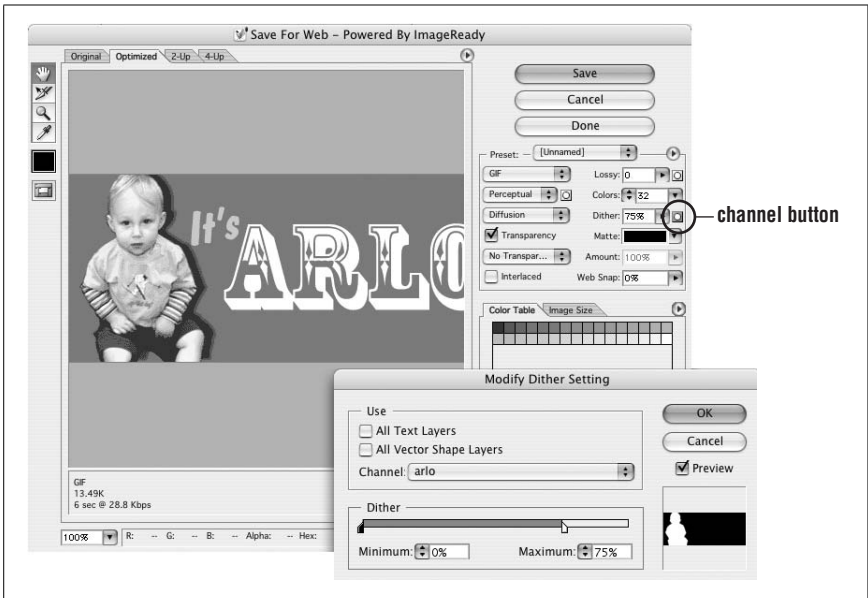 Save For Web – Powered By ImageReady
Original Optimized 2-Up 4-Up
Save
Cancel
Done
Preset: [Unnamed]
GIF Lossy: 0
Perceptual Colors: 32
Diffusion Dither: 75%
channel button
Transparency Matte:
No Transpar... Amount: 100%
Interlaced Web Snap: 0%
It's
ARLO
Color Table Image Size
GIF
13.49K
6 sec @ 28.8 Kbps
100% R: -- G: -- B: -- Alpha: -- Hex:
Modify Dither Setting
Use
All Text Layers
All Vector Shape Layers
Channel: arlo
OK
Cancel
Preview
Dither
Minimum: 0% Maximum: 75%